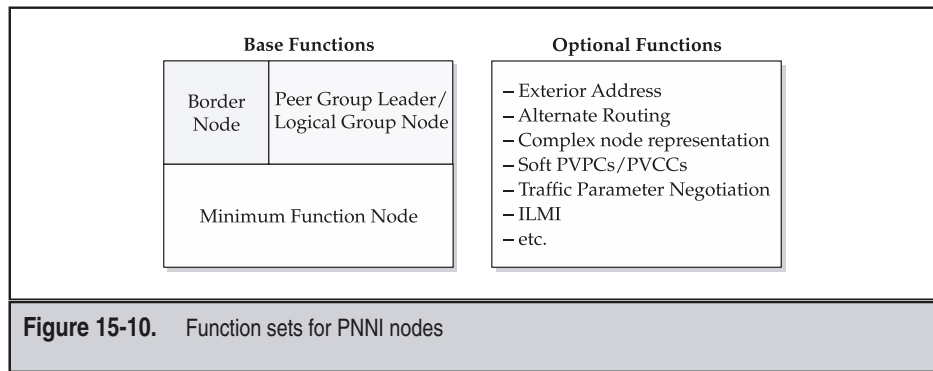 Base Functions
Border
Node
Peer Group Leader/
Logical Group Node
Minimum Function Node
Optional Functions
– Exterior Address
– Alternate Routing
– Complex node representation
– Soft PVPCs/PVCCs
– Traffic Parameter Negotiation
– ILMI
– etc.
Figure 15-10. Function sets for PNNI nodes